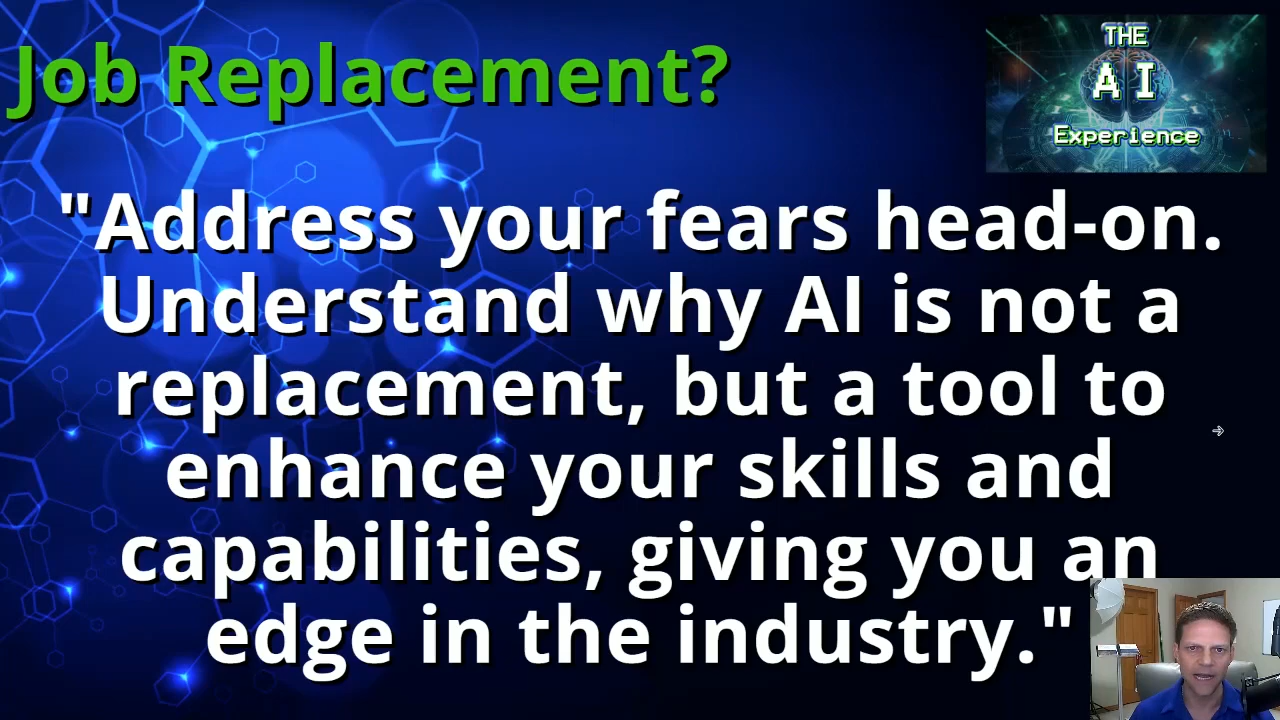 Job Replacement?
THE
AI
Experience
"Address your fears head-on.
Understand why AI is not a
replacement, but a tool to
enhance your skills and
capabilities, giving you an
edge in the industry."